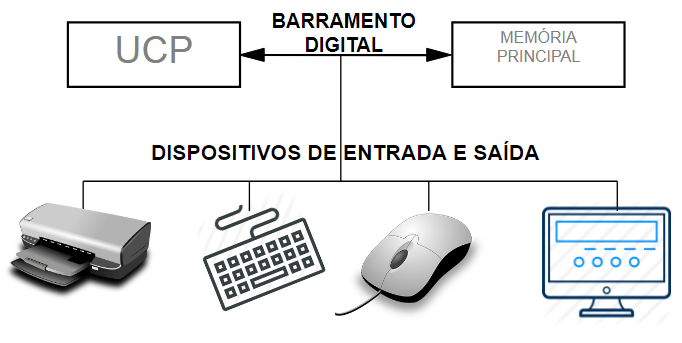 UCP
BARRAMENTO
DIGITAL
MEMÓRIA
PRINCIPAL
DISPOSITIVOS DE ENTRADA E SAÍDA